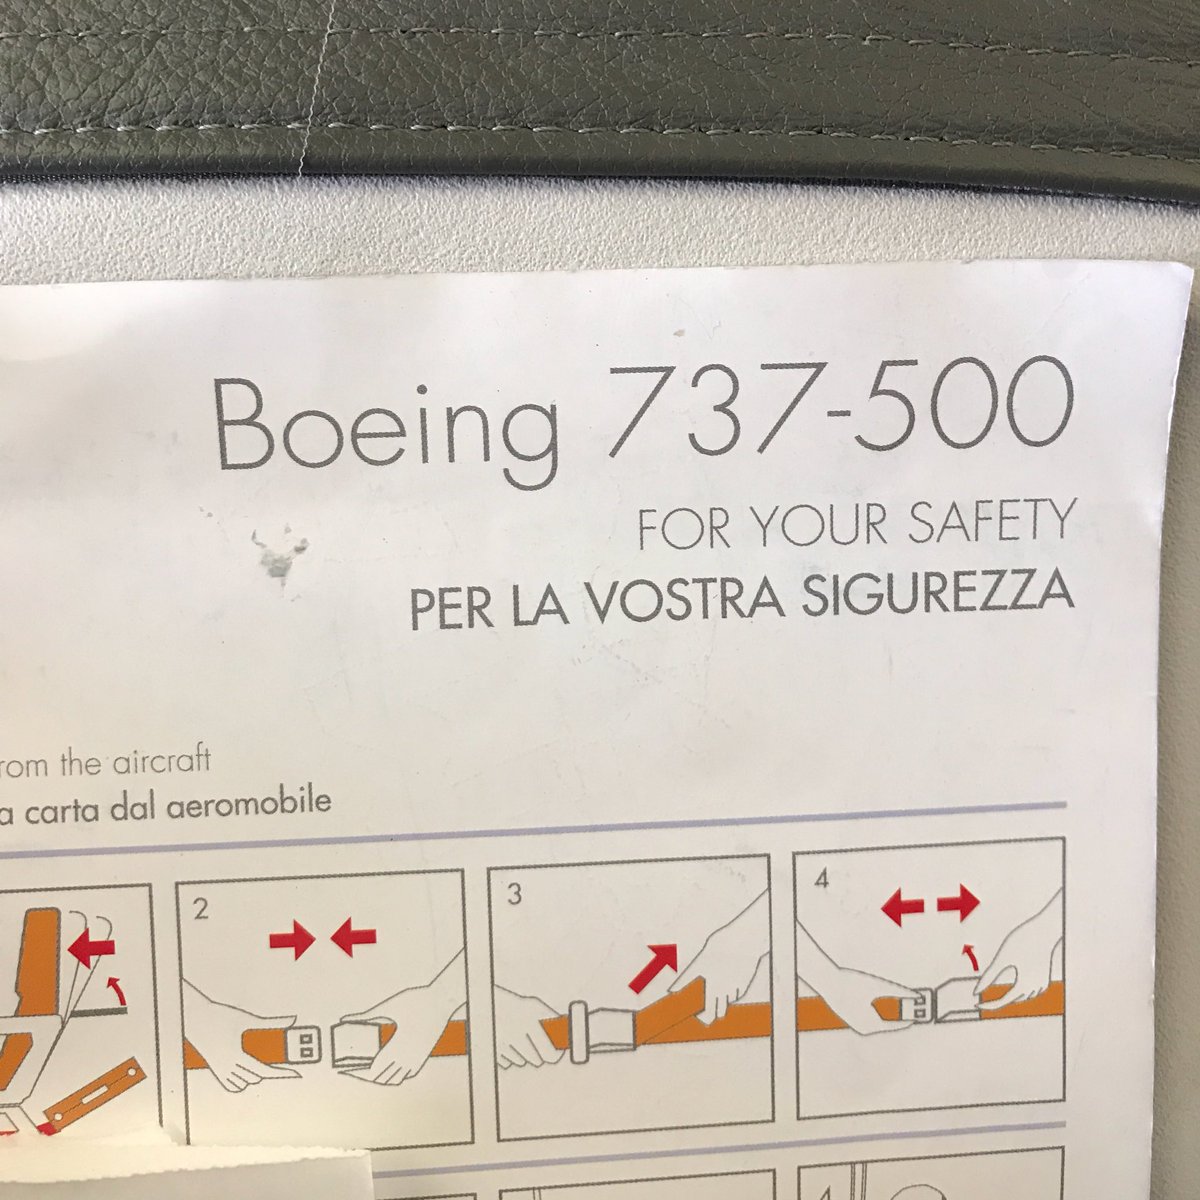 Boeing 737-500
FOR YOUR SAFETY
PER LA VOSTRA SIGUREZZA
rom the aircraft
a carta dal aeromobile
2
3
4